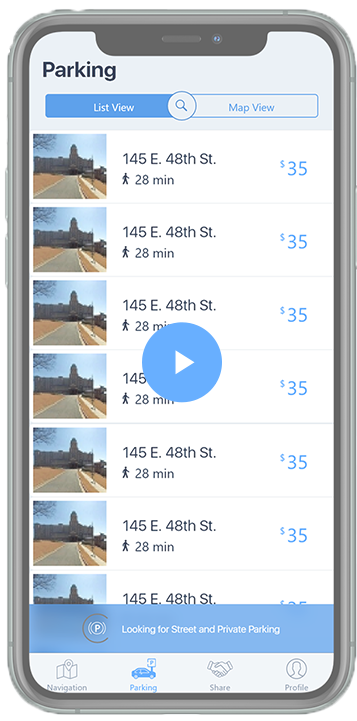 Parking
List View
Map View
145 E. 48th St.
28 min
$35
145 E. 48th St.
28 min
$35
145 E. 48th St.
28 min
$35
145
28 min
$35
145 E. 48th St.
28 min
$35
145 E. 48th St.
28 min
$35
145 E. 48th St.
$35
P Looking for Street and Private Parking
P
Navigation
Parking
Share
Profile